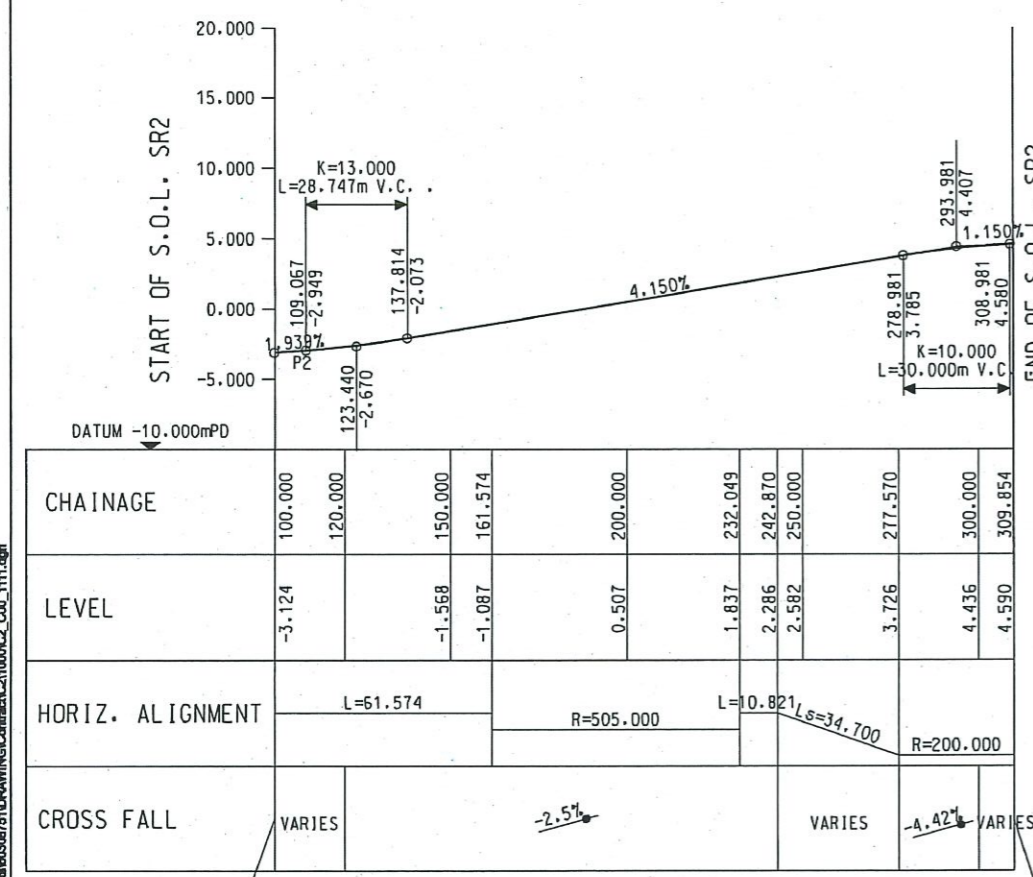 20.000
15.000
10.000
5.000
0.000
-5.000
START OF S.O.L. SR2
DATUM -10.000mPD
K=13.000
L=28.747m V.C. .
109.067
-2.949
137.814
-2.073
1.939%
P2
123.440
-2.670
4.150%
293.981
4.407
1.150%
278.981
3.785
308.981
4.580
K=10.000
L=30.000m V.C.
END OF S.O.L. SR2
CHAINAGE
100.000
120.000
150.000
161.574
200.000
232.049
242.870
250.000
277.570
300.000
309.854
LEVEL
-3.124
-1.568
-1.087
0.507
1.837
2.286
2.582
3.726
4.436
4.590
HORIZ. ALIGNMENT
L=61.574
R=505.000
L=10.821
Ls=34.700
R=200.000
CROSS FALL
VARIES
-2.5%
VARIES
-4.42%
VARIES